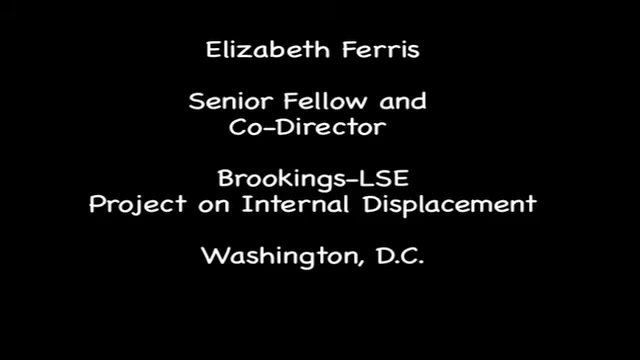 Elizabeth Ferris
Senior Fellow and
Co-Director
Brookings-LSE
Project on Internal Displacement
Washington, D.C.